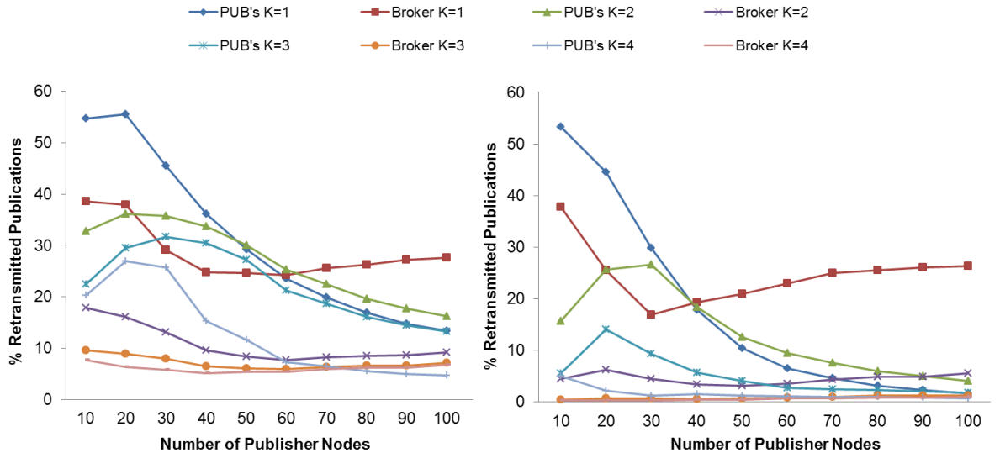 PUB's K=1 Broker K=1 PUB's K=2 Broker K=2
PUB's K=3 Broker K=3 PUB's K=4 Broker K=4
% Retransmitted Publications
60
50
40
30
20
10
0
10 20 30 40 50 60 70 80 90 100
Number of Publisher Nodes
% Retransmitted Publications
60
50
40
30
20
10
0
10 20 30 40 50 60 70 80 90 100
Number of Publisher Nodes